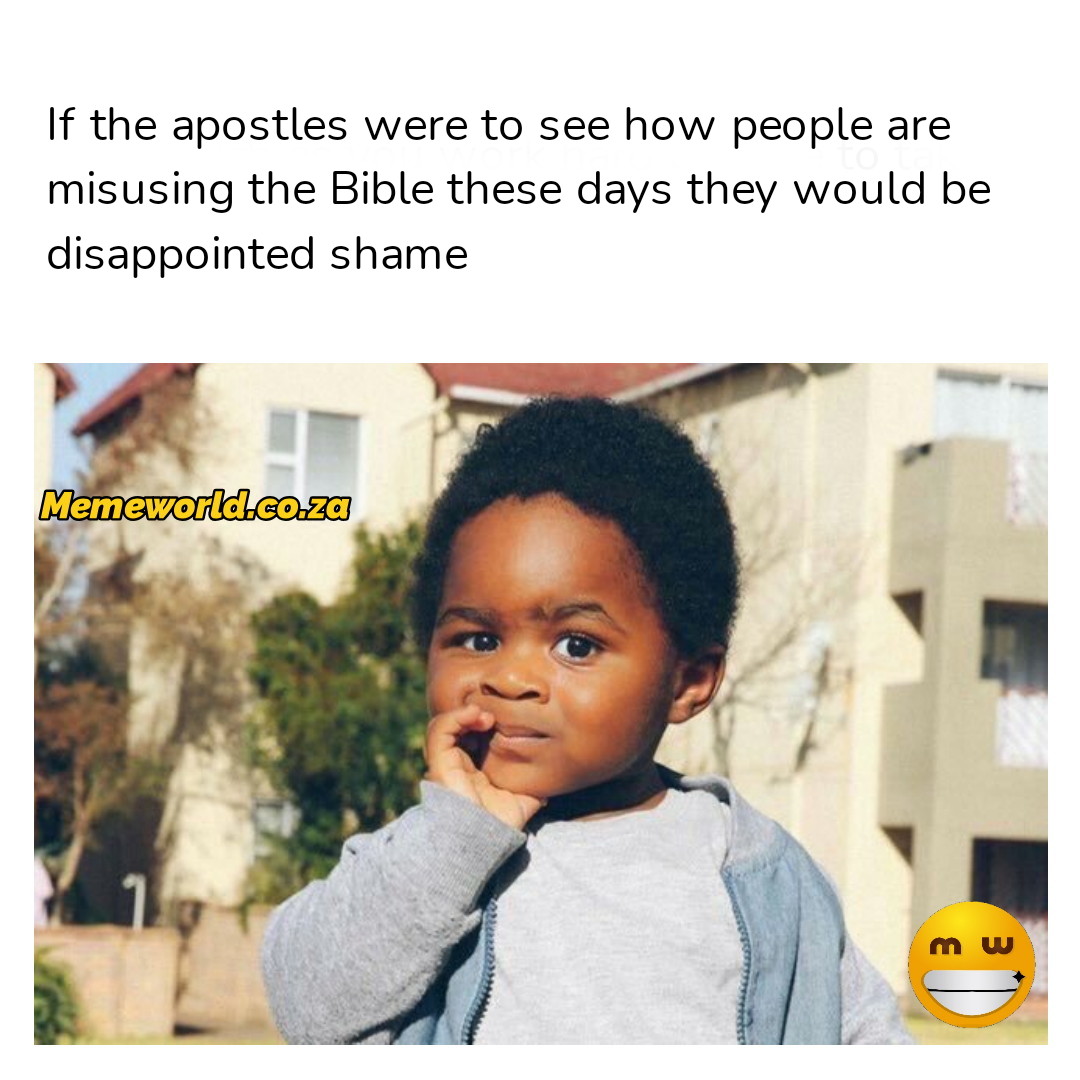 If the apostles were to see how people are
misusing the Bible these days they would be
disappointed shame
Memeworld.co.za
m w